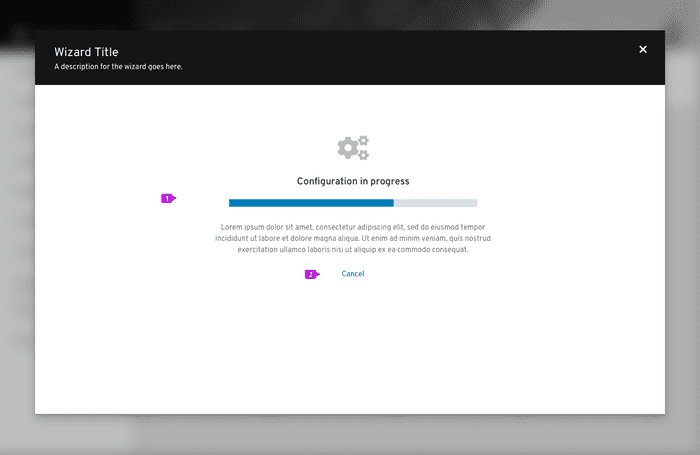 Wizard Title
A description for the wizard goes here.
Configuration in progress
1
Lorem ipsum dolor sit amet, consectetur adipiscing elit, sed do eiusmod tempor
incididunt ut labore et dolore magna aliqua. Ut enim ad minim veniam, quis nostrud
exercitation ullamco laboris nisi ut aliquip ex ea commodo consequat.
2
Cancel